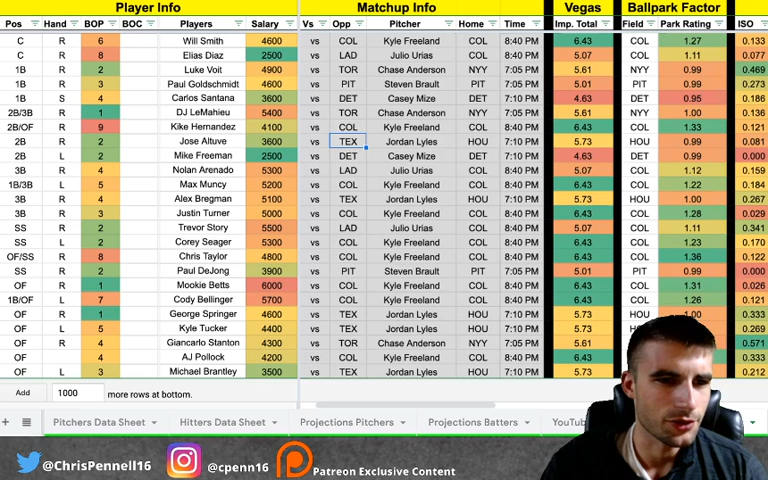 Player Info Matchup Info Vegas Ballpark Factor
Pos Hand BOP BOC Players Salary Vs Opp Pitcher Home Time Imp. Total Field Park Rating ISO
C R 6 Will Smith 4600 vs COL Kyle Freeland COL 8:40 PM 6.43 COL 1.27 0.133
C R 8 Elias Diaz 2500 vs LAD Julio Urias COL 8:40 PM 5.07 COL 1.11 0.077
1B R 2 Luke Voit 4900 vs TOR Chase Anderson NYY 7:05 PM 5.61 NYY 0.99 0.469
1B R 3 Paul Goldschmidt 4600 vs PIT Steven Brault PIT 7:05 PM 5.01 PIT 0.99 0.273
1B S 4 Carlos Santana 3600 vs DET Casey Mize DET 7:10 PM 4.63 DET 0.95 0.186
2B/3B R 1 DJ LeMahieu 5400 vs TOR Chase Anderson NYY 7:05 PM 5.61 NYY 1.00 0.136
2B/OF R 9 Kike Hernandez 4100 vs COL Kyle Freeland COL 8:40 PM 6.43 COL 1.33 0.121
2B R 2 Jose Altuve 3600 vs TEX Jordan Lyles HOU 7:10 PM 5.73 HOU 0.99 0.081
2B R 2 Mike Freeman 2500 vs DET Casey Mize DET 7:10 PM 4.63 DET 0.99 0.000
3B R 4 Nolan Arenado 5300 vs LAD Julio Urias COL 8:40 PM 5.07 COL 1.12 0.159
1B/3B L 5 Max Muncy 5200 vs COL Kyle Freeland COL 8:40 PM 6.43 COL 1.22 0.184
3B R 4 Alex Bregman 5100 vs TEX Jordan Lyles HOU 7:10 PM 5.73 HOU 1.00 0.267
3B R 3 Justin Turner 5000 vs COL Kyle Freeland COL 8:40 PM 6.43 COL 1.28 0.029
SS R 2 Trevor Story 5500 vs LAD Julio Urias COL 8:40 PM 5.07 COL 1.11 0.341
SS L 2 Corey Seager 5300 vs COL Kyle Freeland COL 8:40 PM 6.43 COL 1.23 0.170
OF/SS R 8 Chris Taylor 4800 vs COL Kyle Freeland COL 8:40 PM 6.43 COL 1.36 0.122
SS R 2 Paul DeJong 3900 vs PIT Steven Brault PIT 7:05 PM 5.01 PIT 0.99 0.000
OF R 1 Mookie Betts 6000 vs COL Kyle Freeland COL 8:40 PM 6.43 COL 1.31 0.026
1B/OF L 7 Cody Bellinger 5700 vs COL Kyle Freeland COL 8:40 PM 6.43 COL 1.26 0.121
OF R 1 George Springer 4600 vs TEX Jordan Lyles HOU 7:10 PM 5.73 HOU 1.00 0.333
OF L 5 Kyle Tucker 4400 vs TEX Jordan Lyles HOU 7:10 PM 5.73 0.269
OF R 4 Giancarlo Stanton 4300 vs TOR Chase Anderson NYY 7:05 PM 5.61 0.571
OF 4 AJ Pollock 4200 vs COL Kyle Freeland COL 8:40 PM 6.43 0.333
OF L 3 Michael Brantley 3500 vs TEX Jordan Lyles HOU 7:10 PM 5.73 0.212
Add 1000 more rows at bottom.
Pitchers Data Sheet Hitters Data Sheet Projections Pitchers Projections Batters
@ChrisPennell16 @cpenn16 Patreon Exclusive Content